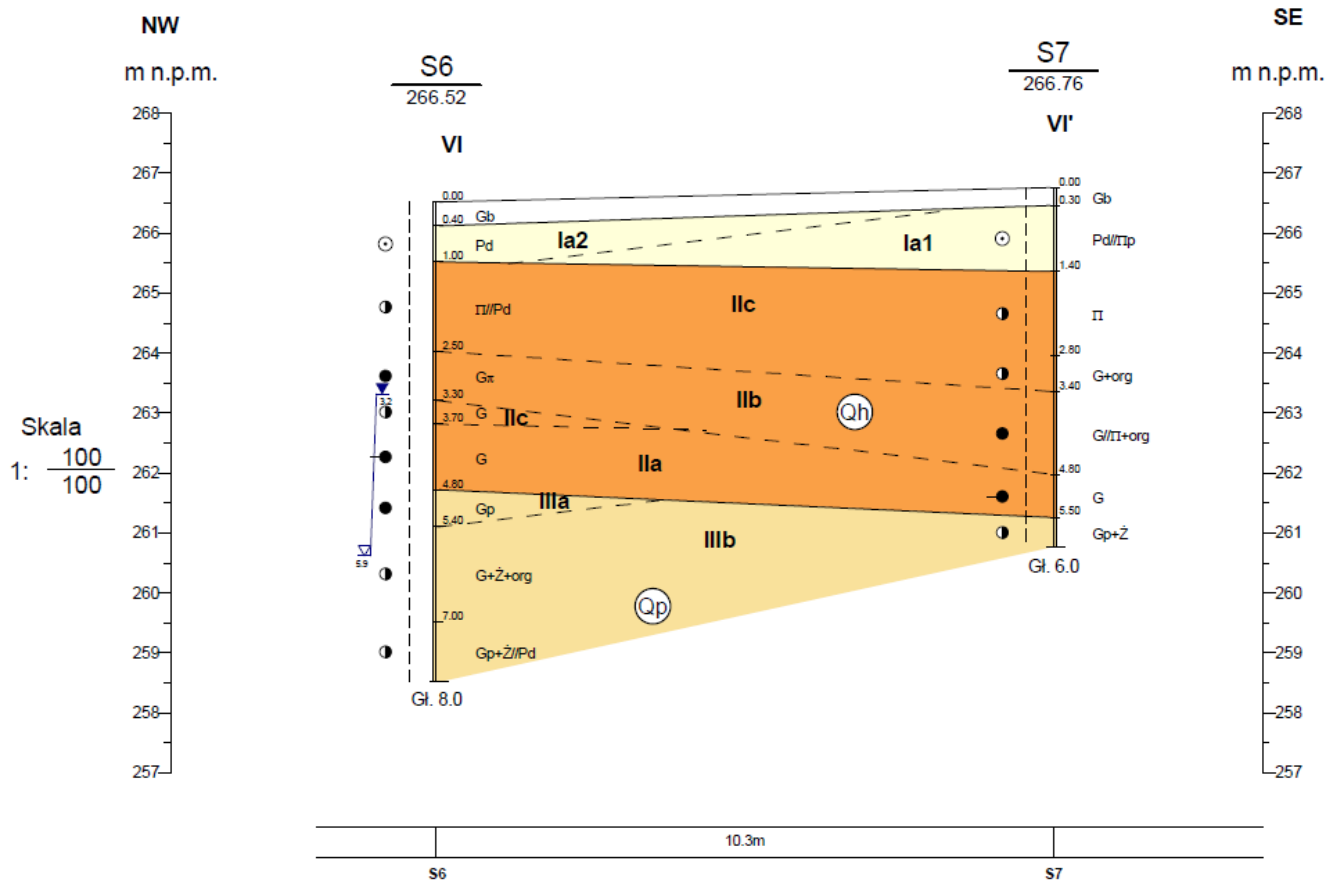 NW
SE
m n.p.m.
S6
266.52
S7
266.76
m n.p.m.
VI
VI'
268
268
267
267
266
266
265
265
264
264
263
263
262
262
261
261
260
260
259
259
258
258
257
257
Skala
1: 100
100
0.00
Gb
0.40
Pd
1.00
Π//Pd
2.50
Gπ
3.30
G
3.70
G
4.80
Gp
5.40
G+Ż+org
7.00
Gp+Ż//Pd
Gł. 8.0
3.2
5.9
Ia2
Ia1
IIc
IIb
Qh
IIc
IIa
IIIa
IIIb
Qp
0.00
0.30
Gb
Pd//Πp
1.40
Π
2.80
G+org
3.40
G//Π+org
4.80
G
5.50
Gp+Ż
Gł. 6.0
10.3m
S6
S7